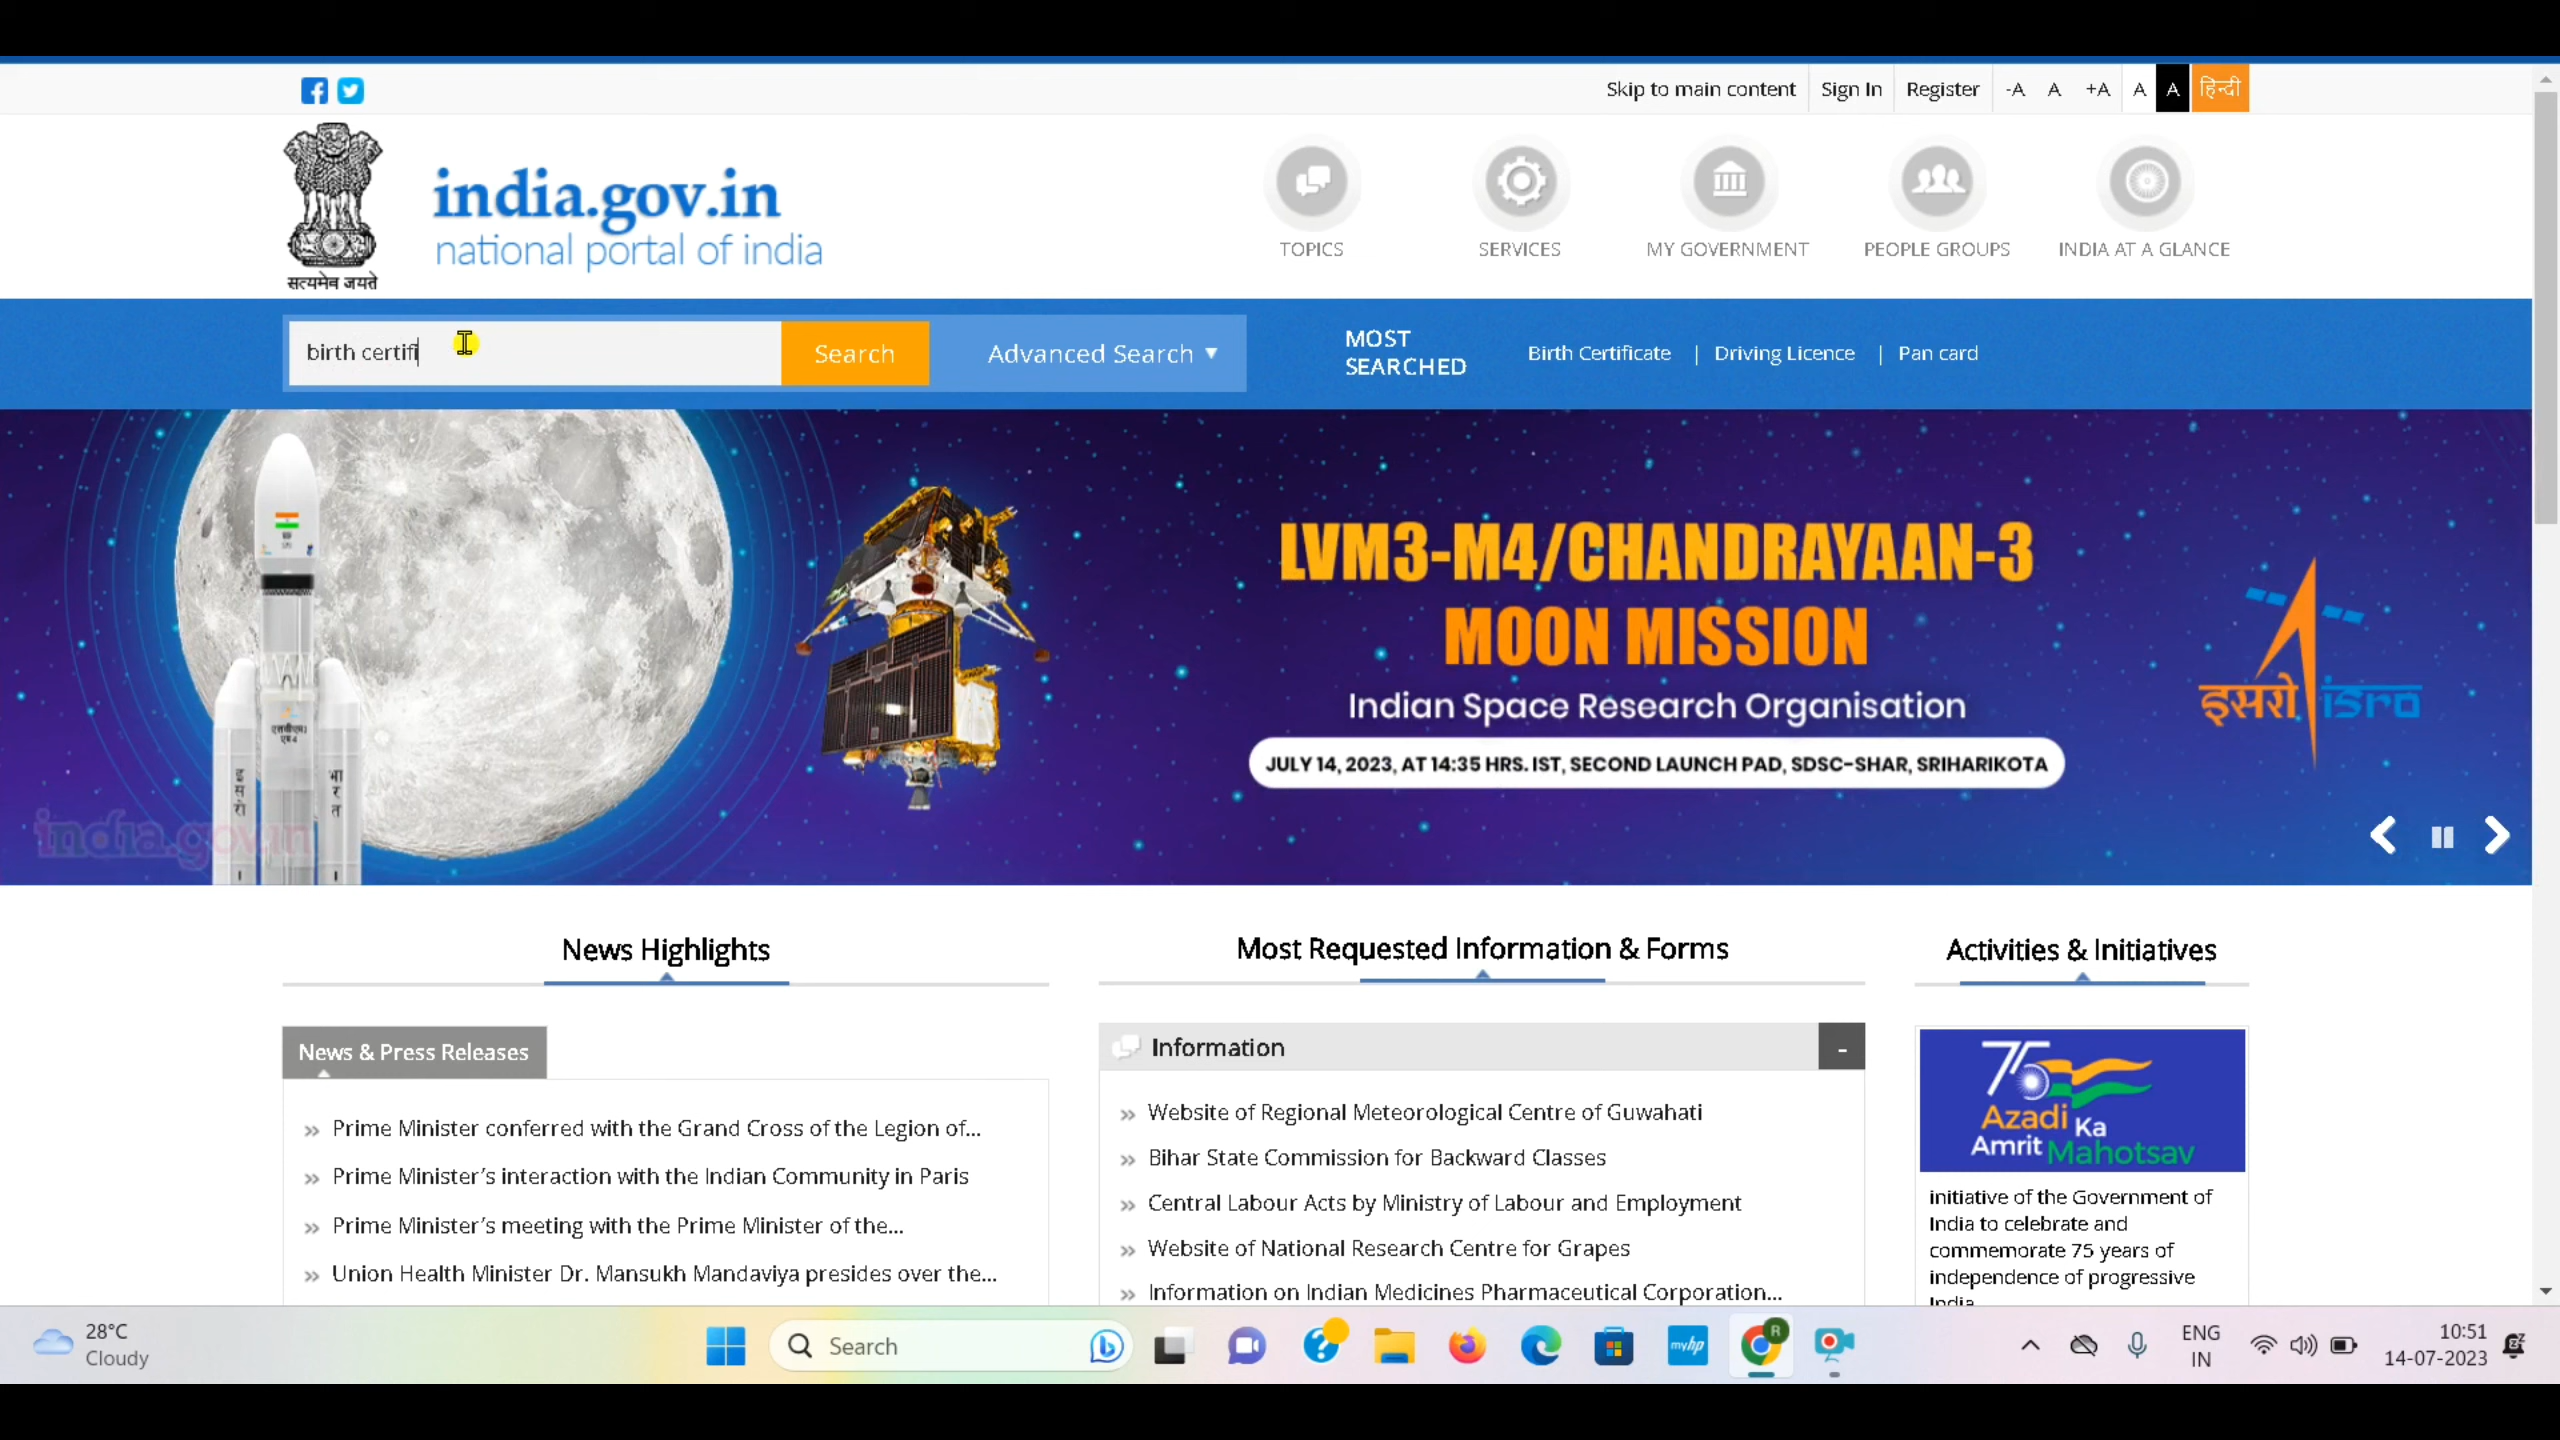 Skip to main content
Sign In
Register
-A
A
+A
A
A
हिन्दी
सत्यमेव जयते
india.gov.in
national portal of india
TOPICS
SERVICES
MY GOVERNMENT
PEOPLE GROUPS
INDIA AT A GLANCE
birth certifi
Search
Advanced Search
MOST
SEARCHED
Birth Certificate | Driving Licence | Pan card
LVM3-M4/CHANDRAYAAN-3
MOON MISSION
Indian Space Research Organisation
JULY 14, 2023, AT 14:35 HRS. IST, SECOND LAUNCH PAD, SDSC-SHAR, SRIHARIKOTA
इसरो isro
इसरो
भारत
india.gov.in
News Highlights
News & Press Releases
Prime Minister conferred with the Grand Cross of the Legion of...
Prime Minister's interaction with the Indian Community in Paris
Prime Minister's meeting with the Prime Minister of the...
Union Health Minister Dr. Mansukh Mandaviya presides over the...
Most Requested Information & Forms
Information
-
Website of Regional Meteorological Centre of Guwahati
Bihar State Commission for Backward Classes
Central Labour Acts by Ministry of Labour and Employment
Website of National Research Centre for Grapes
Information on Indian Medicines Pharmaceutical Corporation...
Activities & Initiatives
75
Azadi Ka
Amrit Mahotsav
initiative of the Government of
India to celebrate and
commemorate 75 years of
independence of progressive
India
28°C
Cloudy
Search
myhp
R
ENG
IN
10:51
14-07-2023